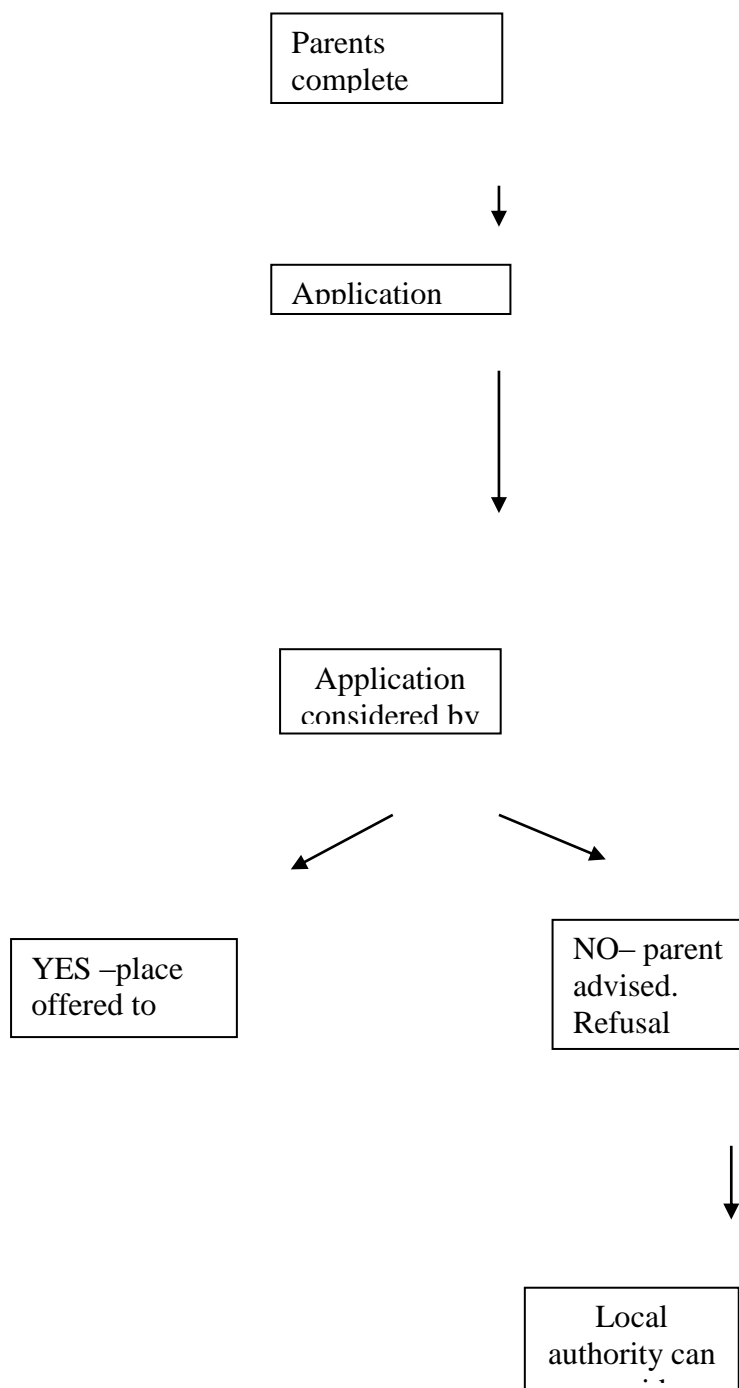 Parents
complete
Application
Application
considered by
YES –place
offered to
NO– parent
advised.
Refusal
Local
authority can